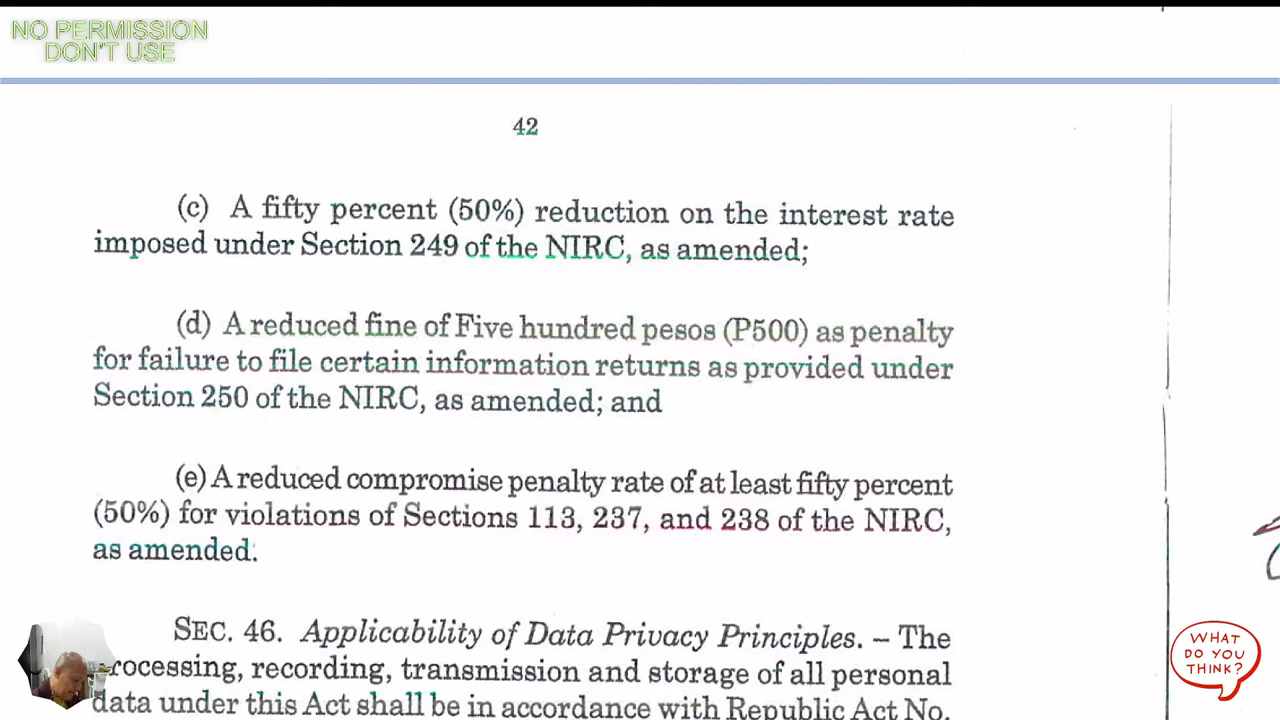 NO PERMISSION
DON'T USE
42
(c) A fifty percent (50%) reduction on the interest rate
imposed under Section 249 of the NIRC, as amended;
(d) A reduced fine of Five hundred pesos (P500) as penalty
for failure to file certain information returns as provided under
Section 250 of the NIRC, as amended; and
(e) A reduced compromise penalty rate of at least fifty percent
(50%) for violations of Sections 113, 237, and 238 of the NIRC,
as amended.
SEC. 46. Applicability of Data Privacy Principles. – The
rocessing, recording, transmission and storage of all personal
data under this Act shall be in accordance with Republic Act No.
WHAT
DO YOU
THINK?